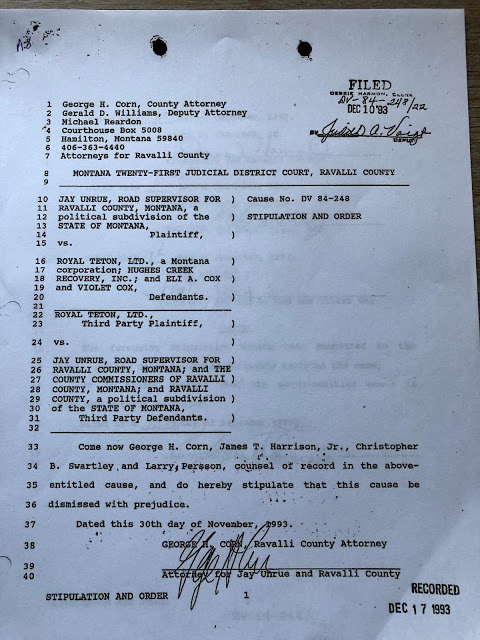 A8
FILED
DEBBIE HARMON, CLERK
DV-84-248/22
DEC 10 '93
BY
DEPUTY
1 George H. Corn, County Attorney
2 Gerald D. Williams, Deputy Attorney
3 Michael Reardon
4 Courthouse Box 5008
5 Hamilton, Montana 59840
6 406-363-4440
7 Attorneys for Ravalli County
8 MONTANA TWENTY-FIRST JUDICIAL DISTRICT COURT, RAVALLI COUNTY
9
10 JAY UNRUE, ROAD SUPERVISOR FOR ) Cause No. DV 84-248
11 RAVALLI COUNTY, MONTANA, a )
12 political subdivision of the ) STIPULATION AND ORDER
13 STATE OF MONTANA, )
14 Plaintiff, )
15 vs.
16 ROYAL TETON, LTD., a Montana )
17 corporation; HUGHES CREEK )
18 RECOVERY, INC.; and ELI A. COX )
19 and VIOLET COX, )
20 Defendants. )
21
22 ROYAL TETON, LTD., )
23 Third Party Plaintiff, )
24 vs. )
25 JAY UNRUE, ROAD SUPERVISOR FOR )
26 RAVALLI COUNTY, MONTANA; and THE )
27 COUNTY COMMISSIONERS OF RAVALLI )
28 COUNTY, MONTANA; and RAVALLI )
29 COUNTY, a political subdivision )
30 of the STATE OF MONTANA, )
31 Third Party Defendants. )
32
33 Come now George H. Corn, James T. Harrison, Jr., Christopher
34 B. Swartley and Larry Persson, counsel of record in the above-
35 entitled cause, and do hereby stipulate that this cause be
36 dismissed with prejudice.
37 Dated this 30th day of November, 1993.
38 GEORGE H. CORN, Ravalli County Attorney
39
40 Attorney for Jay Unrue and Ravalli County
STIPULATION AND ORDER 1
RECORDED
DEC 17 1993